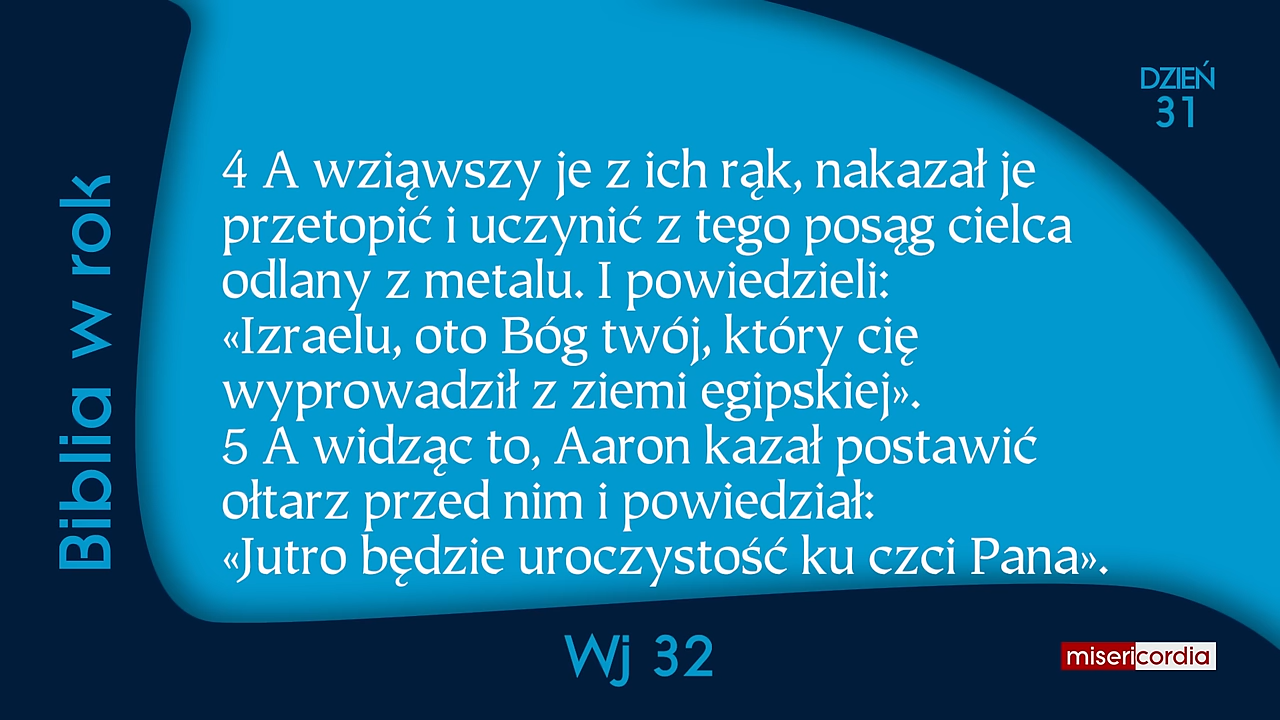 DZIEŃ
31
Biblia w rok
4 A wziąwszy je z ich rąk, nakazał je
przetopić i uczynić z tego posąg cielca
odlany z metalu. I powiedzieli:
«Izraelu, oto Bóg twój, który cię
wyprowadził z ziemi egipskiej».
5 A widząc to, Aaron kazał postawić
ołtarz przed nim i powiedział:
«Jutro będzie uroczystość ku czci Pana».
Wj 32
misericordia